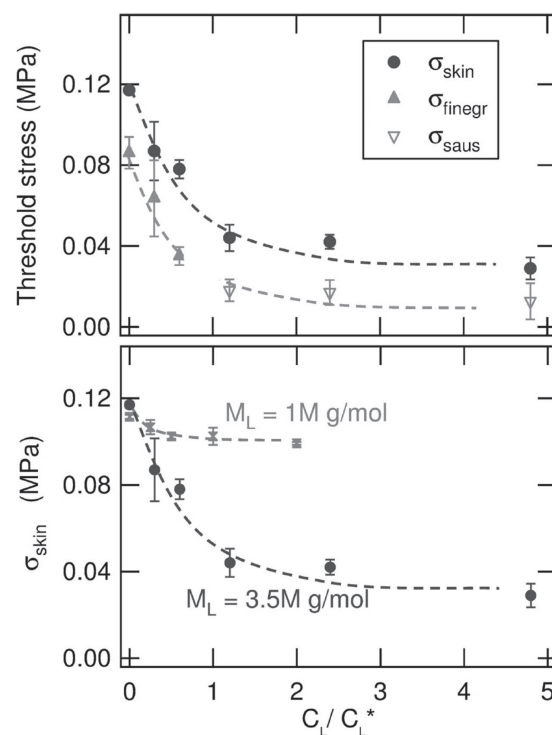 Threshold stress (MPa)
0.12
0.08
0.04
0.00
σskin
σfinegr
σsaus
σskin (MPa)
0.12
0.08
0.04
0.00
ML = 1M g/mol
ML = 3.5M g/mol
0 1 2 3 4 5
CL/ CL*